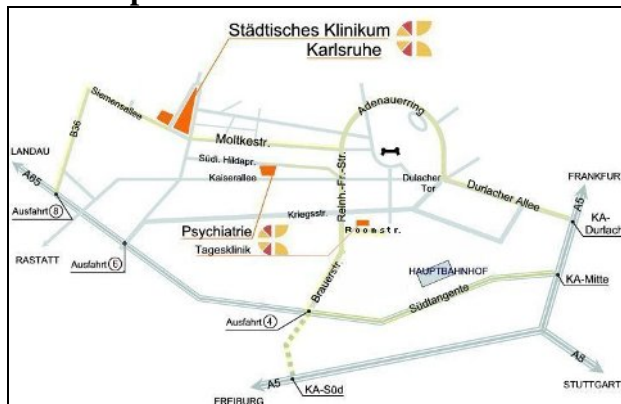 Städtisches Klinikum
Karlsruhe
Siemensallee
B36
Moltkestr.
Adenauerring
LANDAU
A65
Südl. Hildapr.
Kaiserallee
Reinh.-Fr.-Str.
Dulacher
Tor
Durlacher Allee
FRANKFUR
A5
KA-
Durlach
Ausfahrt 8
Kriegsstr.
Psychiatrie
Tagesklinik
Roonstr.
RASTATT
Ausfahrt 6
HAUPTBAHNHOF
KA-Mitte
Brauerstr.
Südtangente
Ausfahrt 4
A8
STUTTGART
A5
KA-Süd
FREIBURG